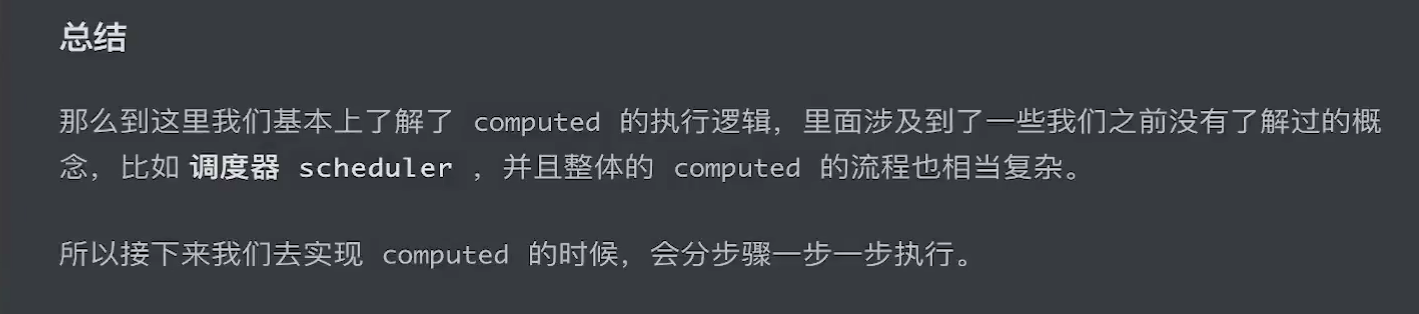 总结
那么到这里我们基本上了解了 computed 的执行逻辑，里面涉及到了一些我们之前没有了解过的概
念，比如 调度器 scheduler ，并且整体的 computed 的流程也相当复杂。
所以接下来我们去实现 computed 的时候，会分步骤一步一步执行。